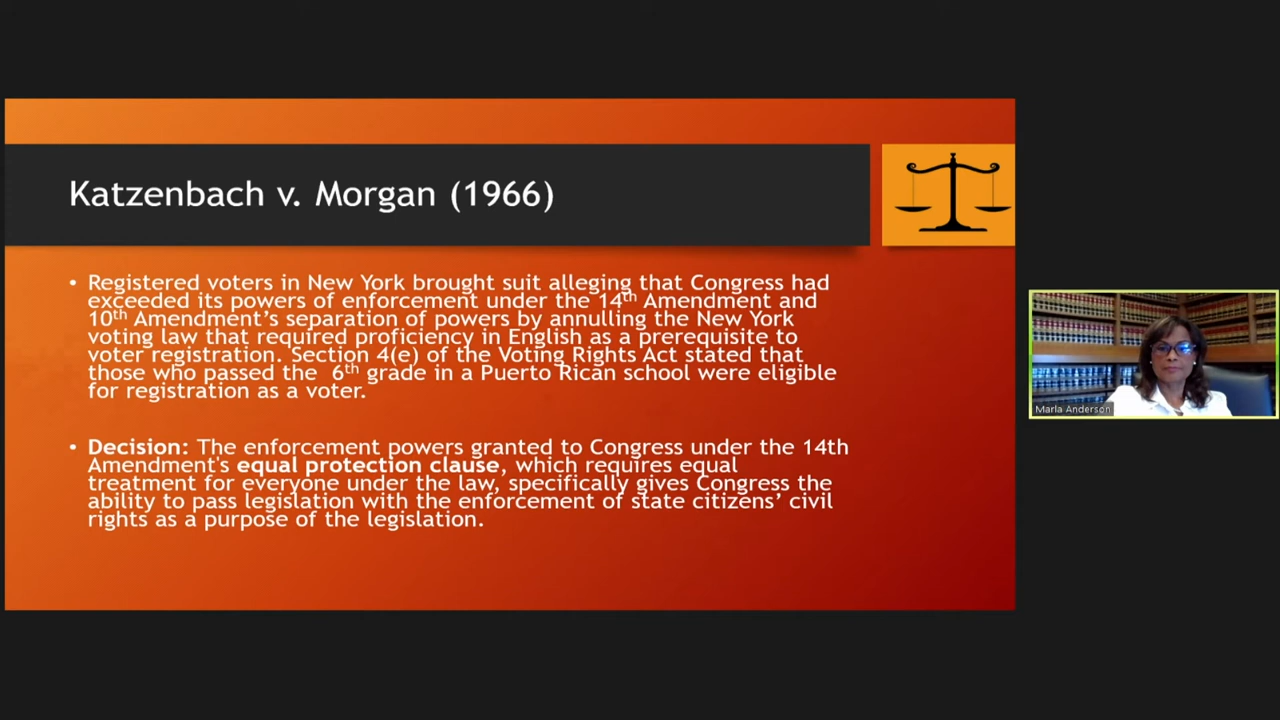 Katzenbach v. Morgan (1966)
• Registered voters in New York brought suit alleging that Congress had
exceeded its powers of enforcement under the 14th Amendment and
10th Amendment's separation of powers by annulling the New York
voting law that required proficiency in English as a prerequisite to
voter registration. Section 4(e) of the Voting Rights Act stated that
those who passed the 6th grade in a Puerto Rican school were eligible
for registration as a voter.
• Decision: The enforcement powers granted to Congress under the 14th
Amendment's equal protection clause, which requires equal
treatment for everyone under the law, specifically gives Congress the
ability to pass legislation with the enforcement of state citizens' civil
rights as a purpose of the legislation.
Marla Anderson